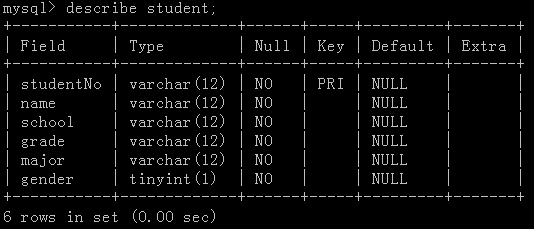 mysql> describe student;
+-----------+-------------+------+-----+---------+-------+
| Field     | Type        | Null | Key | Default | Extra |
+-----------+-------------+------+-----+---------+-------+
| studentNo | varchar(12) | NO   | PRI | NULL    |       |
| name      | varchar(12) | NO   |     | NULL    |       |
| school    | varchar(12) | NO   |     | NULL    |       |
| grade     | varchar(12) | NO   |     | NULL    |       |
| major     | varchar(12) | NO   |     | NULL    |       |
| gender    | tinyint(1)  | NO   |     | NULL    |       |
+-----------+-------------+------+-----+---------+-------+
6 rows in set (0.00 sec)